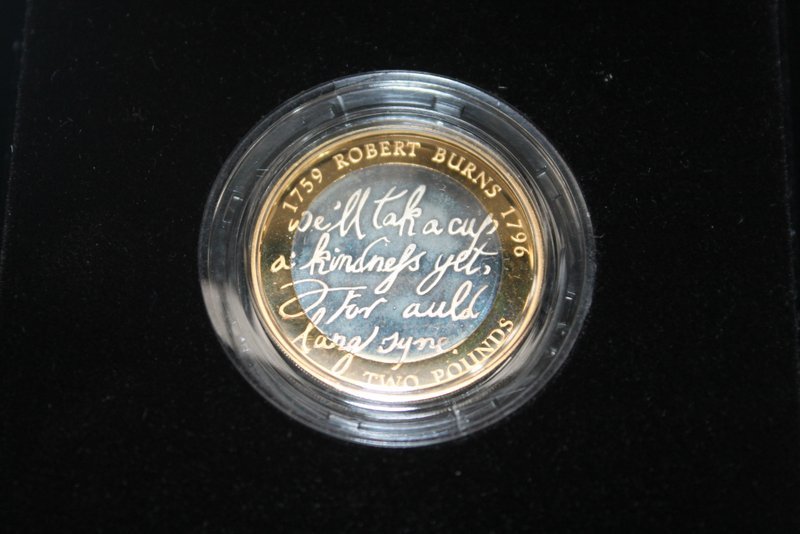 1759 ROBERT BURNS 1796
we'll tak a cup
a' kindneſs yet,
For auld
lang syne.
TWO POUNDS